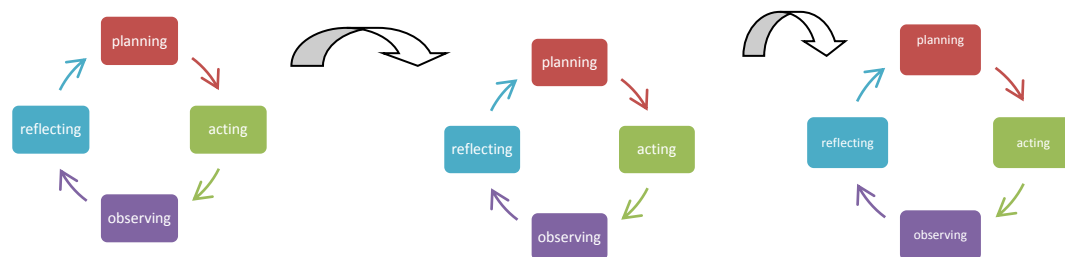 planning
acting
observing
reflecting
planning
acting
observing
reflecting
planning
acting
observing
reflecting